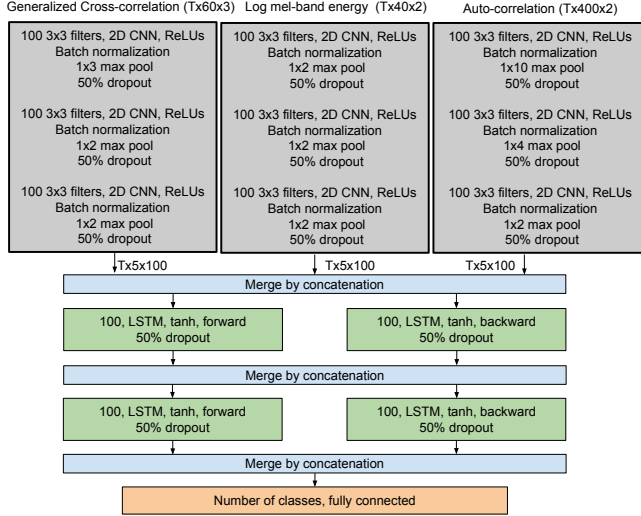 Generalized Cross-correlation (Tx60x3)
Log mel-band energy (Tx40x2)
Auto-correlation (Tx400x2)
100 3x3 filters, 2D CNN, ReLUs
Batch normalization
1x3 max pool
50% dropout
100 3x3 filters, 2D CNN, ReLUs
Batch normalization
1x2 max pool
50% dropout
100 3x3 filters, 2D CNN, ReLUs
Batch normalization
1x2 max pool
50% dropout
100 3x3 filters, 2D CNN, ReLUs
Batch normalization
1x2 max pool
50% dropout
100 3x3 filters, 2D CNN, ReLUs
Batch normalization
1x2 max pool
50% dropout
100 3x3 filters, 2D CNN, ReLUs
Batch normalization
1x2 max pool
50% dropout
100 3x3 filters, 2D CNN, ReLUs
Batch normalization
1x10 max pool
50% dropout
100 3x3 filters, 2D CNN, ReLUs
Batch normalization
1x4 max pool
50% dropout
100 3x3 filters, 2D CNN, ReLUs
Batch normalization
1x2 max pool
50% dropout
Tx5x100
Tx5x100
Tx5x100
Merge by concatenation
100, LSTM, tanh, forward
50% dropout
100, LSTM, tanh, backward
50% dropout
Merge by concatenation
100, LSTM, tanh, forward
50% dropout
100, LSTM, tanh, backward
50% dropout
Merge by concatenation
Number of classes, fully connected